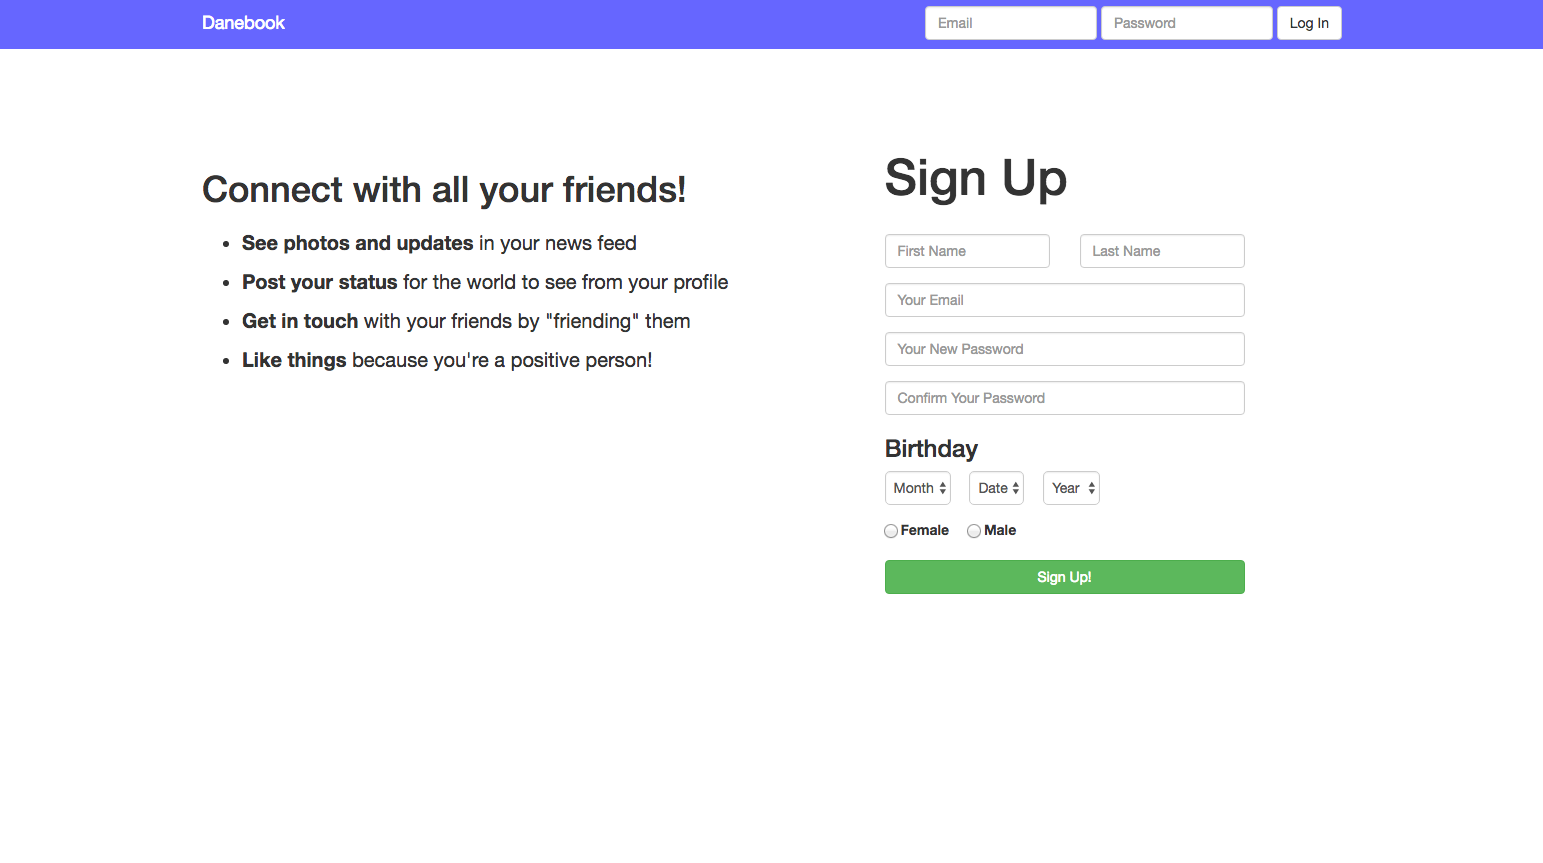 Danebook
Email Password Log In
Connect with all your friends!
See photos and updates in your news feed
Post your status for the world to see from your profile
Get in touch with your friends by "friending" them
Like things because you're a positive person!
Sign Up
First Name Last Name
Your Email
Your New Password
Confirm Your Password
Birthday
Month Date Year
Female Male
Sign Up!